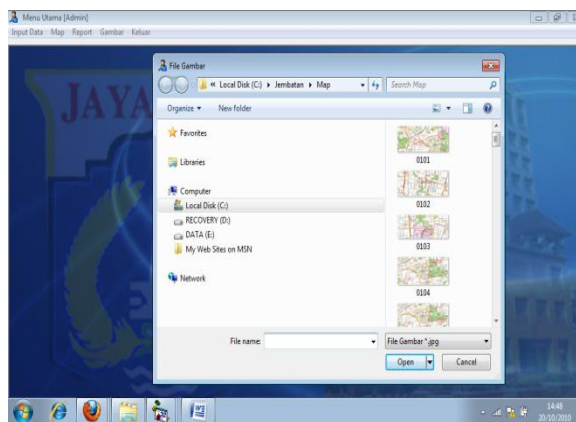 Menu Utama [Admin]
Input Data Map Report Gambar Keluar
JAYA
File Gambar
« Local Disk (C:) ▸ Jembatan ▸ Map
Search Map
Organize
New folder
Favorites
Libraries
Computer
Local Disk (C:)
RECOVERY (D:)
DATA (E:)
My Web Sites on MSN
Network
0101
0102
0103
0104
File name:
File Gambar *.jpg
Open
Cancel
14:48
20/10/2010